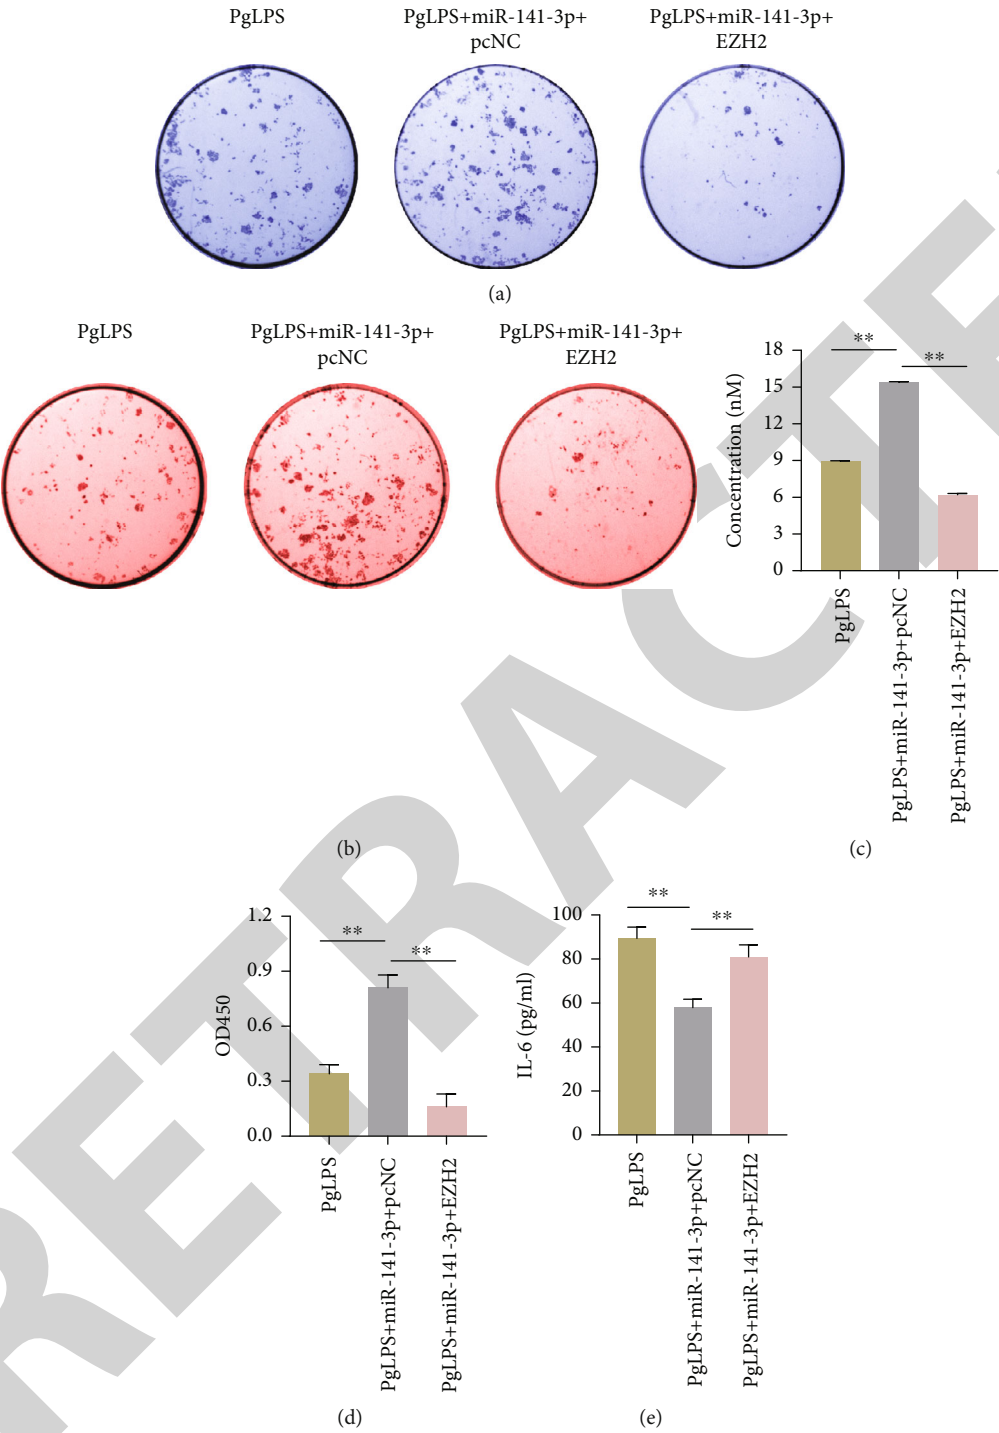 PgLPS
PgLPS+miR-141-3p+
pcNC
PgLPS+miR-141-3p+
EZH2
(a)
PgLPS
PgLPS+miR-141-3p+
pcNC
PgLPS+miR-141-3p+
EZH2
(b)
Concentration (nM)
18
15
12
9
6
3
0
**
**
PgLPS
PgLPS+miR-141-3p+pcNC
PgLPS+miR-141-3p+EZH2
(c)
OD450
1.2
0.9
0.6
0.3
0.0
**
**
PgLPS
PgLPS+miR-141-3p+pcNC
PgLPS+miR-141-3p+EZH2
(d)
IL-6 (pg/ml)
100
80
60
40
20
0
**
**
PgLPS
PgLPS+miR-141-3p+pcNC
PgLPS+miR-141-3p+EZH2
(e)
RETRACTE